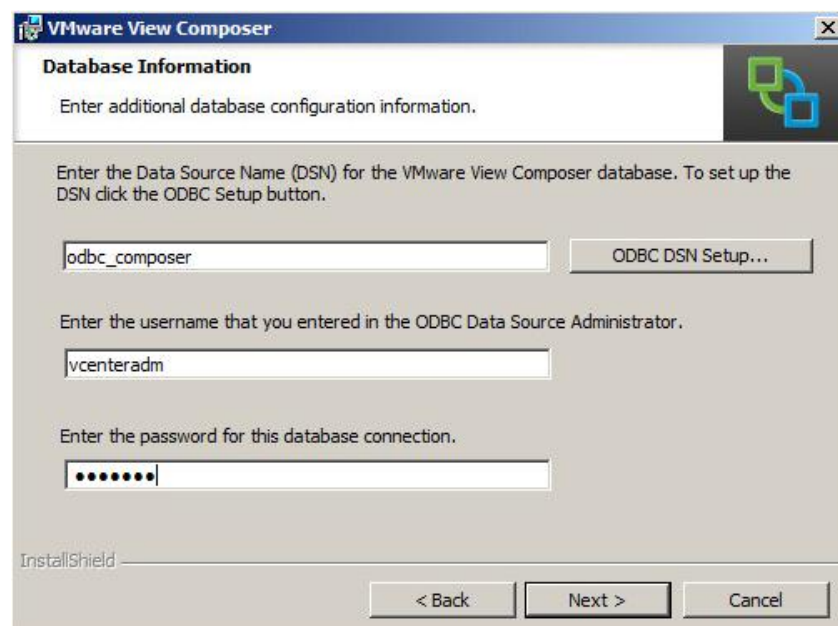 VMware View Composer
Database Information
Enter additional database configuration information.
Enter the Data Source Name (DSN) for the VMware View Composer database. To set up the
DSN click the ODBC Setup button.
odbc_composer
ODBC DSN Setup...
Enter the username that you entered in the ODBC Data Source Administrator.
vcenteradm
Enter the password for this database connection.
•••••••
InstallShield
< Back
Next >
Cancel